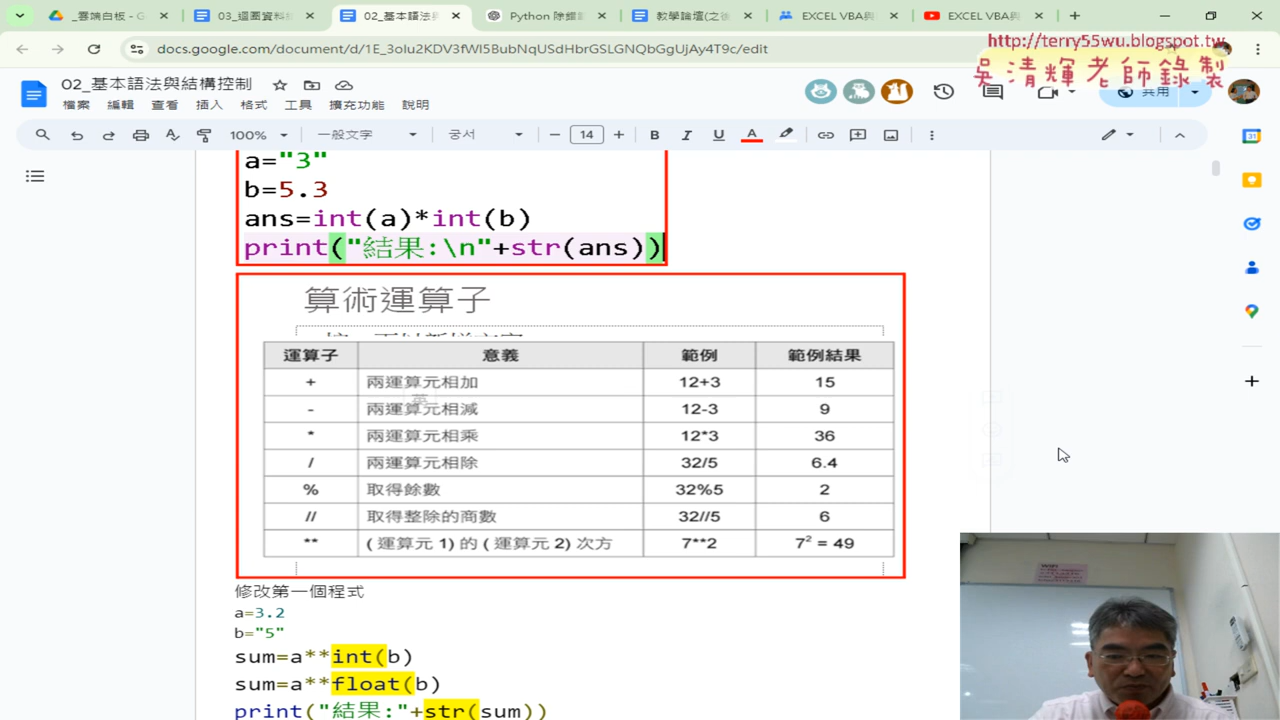 _雲端白板 - G
02_基本語法與
Python 除錯
教學論壇(之後
EXCEL VBA與
EXCEL VBA與
docs.google.com/document/d/1E_3oIu2KDV3fWI5BubNqUSdHbrGSLGNQbGgUjAy4T9c/edit
http://terry55wu.blogspot.tw
吳清輝老師錄製
02_基本語法與結構控制
檔案 編輯 查看 插入 格式 工具 擴充功能 說明
共用
100% 一般文字 궁서 14
a="3"
b=5.3
ans=int(a)*int(b)
print("結果:\n"+str(ans))
算術運算子
運算子 意義 範例 範例結果
+ 兩運算元相加 12+3 15
- 兩運算元相減 12-3 9
* 兩運算元相乘 12*3 36
/ 兩運算元相除 32/5 6.4
% 取得餘數 32%5 2
// 取得整除的商數 32//5 6
** ( 運算元 1) 的 ( 運算元 2) 次方 7**2 7² = 49
修改第一個程式
a=3.2
b="5"
sum=a**int(b)
sum=a**float(b)
print("結果:"+str(sum))